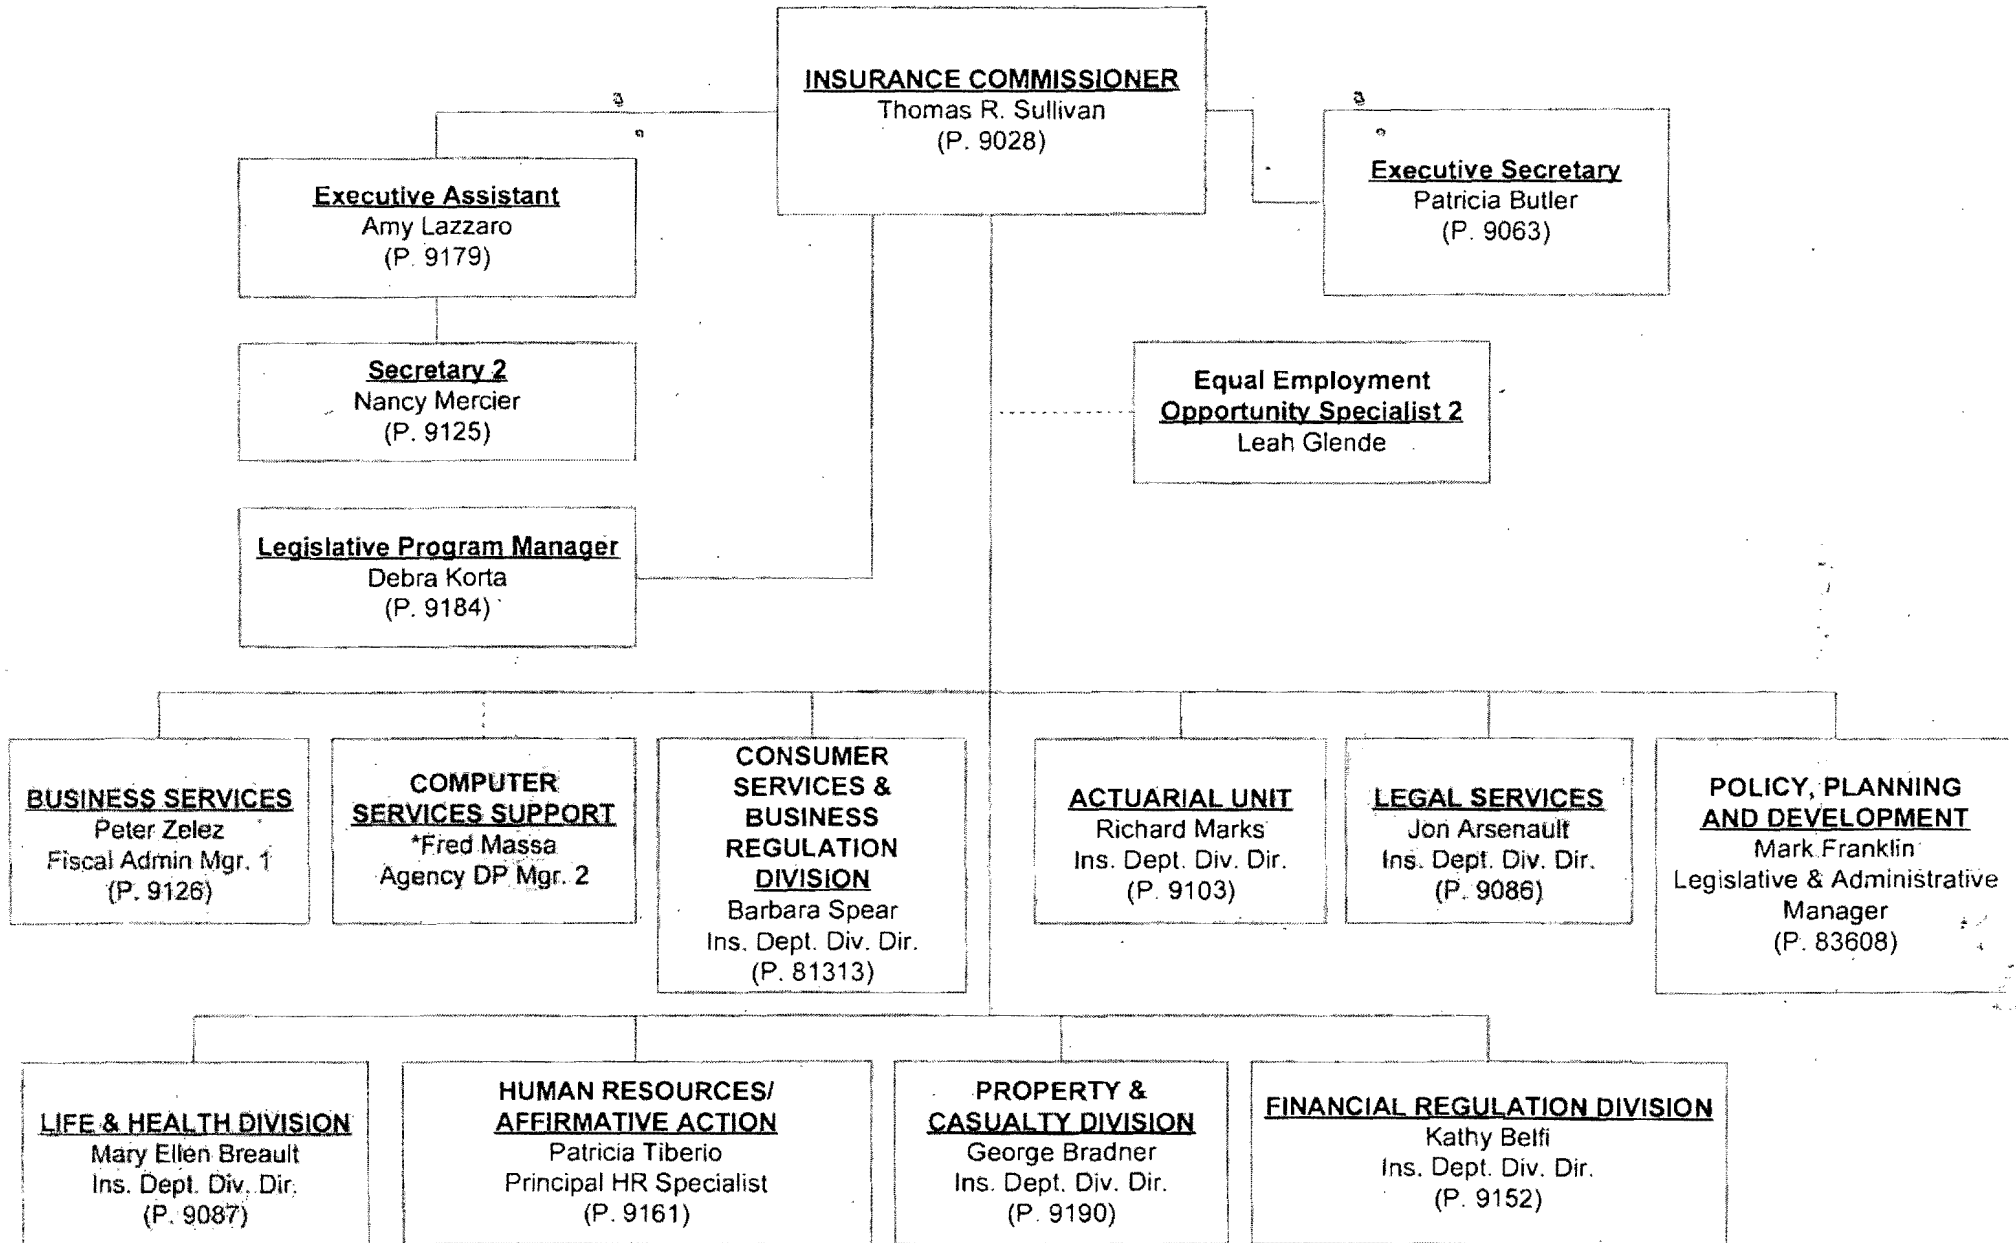 INSURANCE COMMISSIONER
Thomas R. Sullivan
(P. 9028)
Executive Assistant
Amy Lazzaro
(P. 9179)
Executive Secretary
Patricia Butler
(P. 9063)
Secretary 2
Nancy Mercier
(P. 9125)
Equal Employment
Opportunity Specialist 2
Leah Glende
Legislative Program Manager
Debra Korta
(P. 9184)
BUSINESS SERVICES
Peter Zelez
Fiscal Admin Mgr. 1
(P. 9126)
COMPUTER
SERVICES SUPPORT
*Fred Massa
Agency DP Mgr. 2
CONSUMER
SERVICES &
BUSINESS
REGULATION
DIVISION
Barbara Spear
Ins. Dept. Div. Dir.
(P. 81313)
ACTUARIAL UNIT
Richard Marks
Ins. Dept. Div. Dir.
(P. 9103)
LEGAL SERVICES
Jon Arsenault
Ins. Dept. Div. Dir.
(P. 9086)
POLICY, PLANNING
AND DEVELOPMENT
Mark Franklin
Legislative & Administrative
Manager
(P. 83608)
LIFE & HEALTH DIVISION
Mary Ellen Breault
Ins. Dept. Div. Dir.
(P. 9087)
HUMAN RESOURCES/
AFFIRMATIVE ACTION
Patricia Tiberio
Principal HR Specialist
(P. 9161)
PROPERTY &
CASUALTY DIVISION
George Bradner
Ins. Dept. Div. Dir.
(P. 9190)
FINANCIAL REGULATION DIVISION
Kathy Belfi
Ins. Dept. Div. Dir.
(P. 9152)